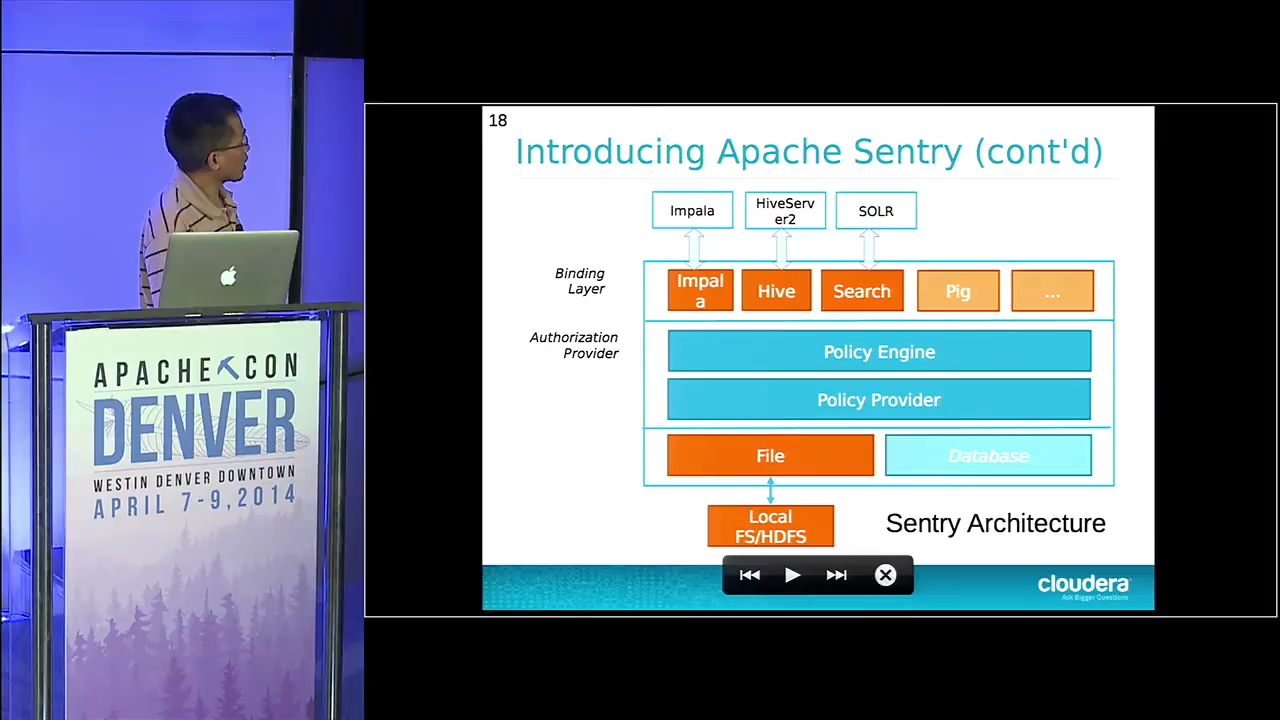 APACHE CON
DENVER
WESTIN DENVER DOWNTOWN
APRIL 7-9, 2014
18
Introducing Apache Sentry (cont'd)
Impala
HiveServ
er2
SOLR
Binding
Layer
Impal
a
Hive
Search
Pig
...
Authorization
Provider
Policy Engine
Policy Provider
File
Database
Local
FS/HDFS
Sentry Architecture
cloudera
Ask Bigger Questions